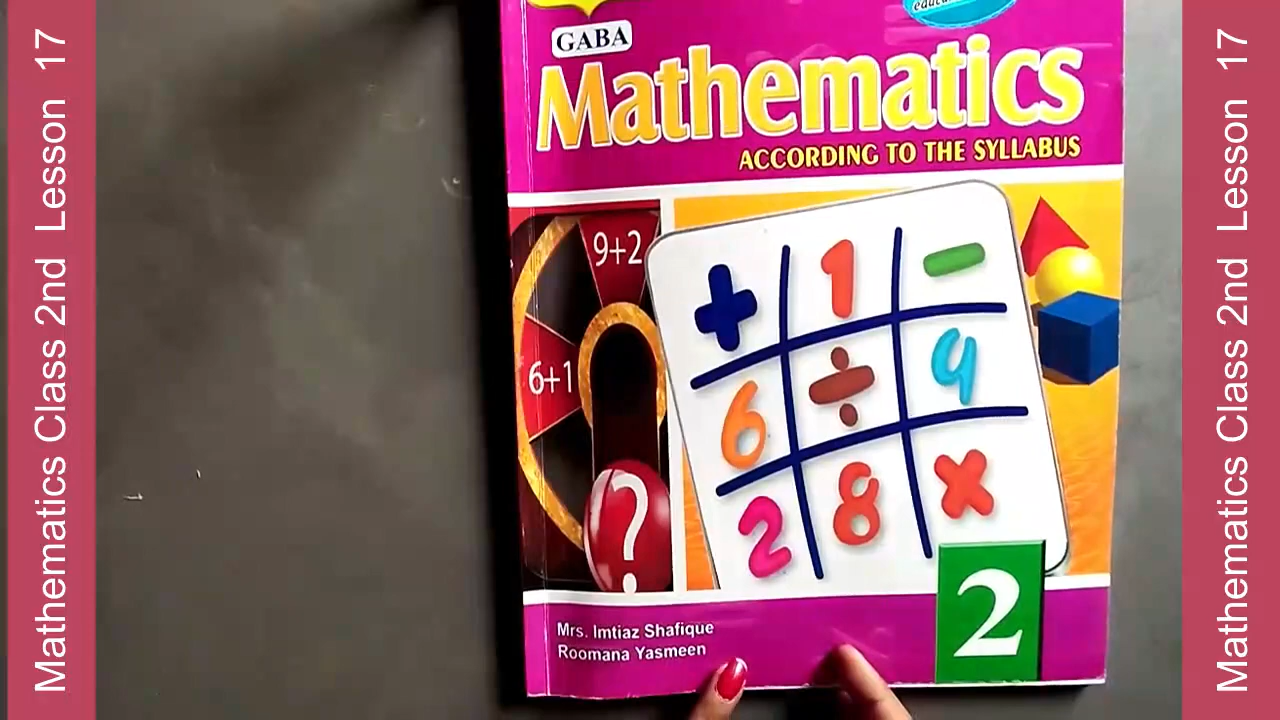 Mathematics Class 2nd Lesson 17
GABA
Mathematics
ACCORDING TO THE SYLLABUS
9+2
6+1
?
+ 1 -
6 ÷ 9
2 8 ×
2
Mrs. Imtiaz Shafique
Roomana Yasmeen
Mathematics Class 2nd Lesson 17